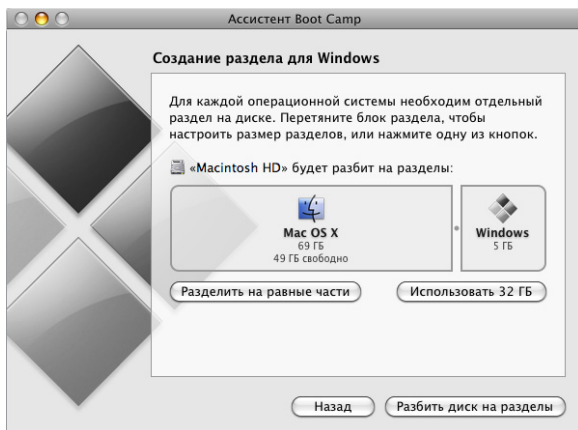 Ассистент Boot Camp
Создание раздела для Windows
Для каждой операционной системы необходим отдельный
раздел на диске. Перетяните блок раздела, чтобы
настроить размер разделов, или нажмите одну из кнопок.
«Macintosh HD» будет разбит на разделы:
Mac OS X
69 ГБ
49 ГБ свободно
Windows
5 ГБ
Разделить на равные части
Использовать 32 ГБ
Назад
Разбить диск на разделы